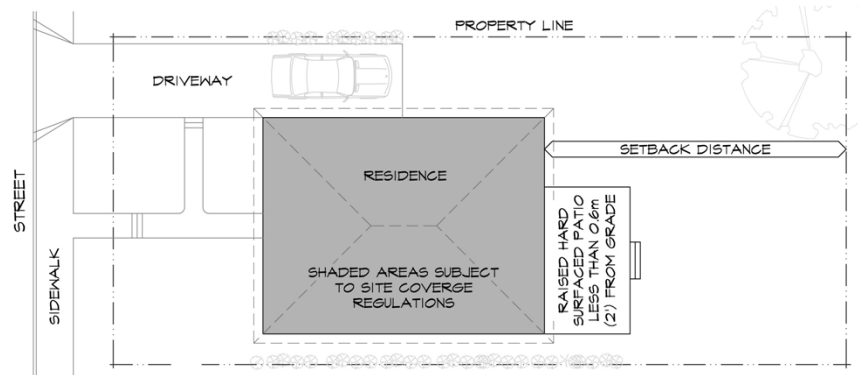 PROPERTY LINE
DRIVEWAY
SETBACK DISTANCE
RESIDENCE
STREET
SIDEWALK
SHADED AREAS SUBJECT
TO SITE COVERGE
REGULATIONS
RAISED HARD
SURFACED PATIO
LESS THAN 0.6m
(2') FROM GRADE